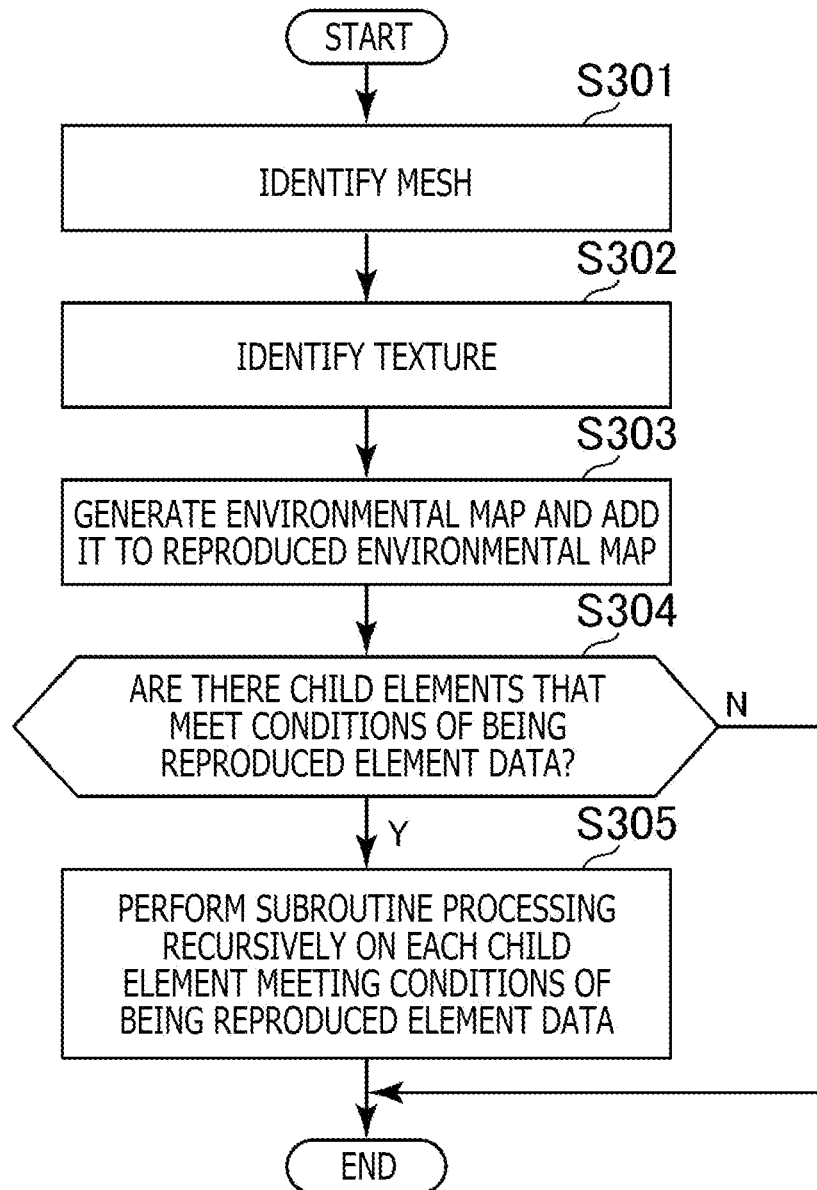 START
S301
IDENTIFY MESH
S302
IDENTIFY TEXTURE
S303
GENERATE ENVIRONMENTAL MAP AND ADD
IT TO REPRODUCED ENVIRONMENTAL MAP
S304
ARE THERE CHILD ELEMENTS THAT
MEET CONDITIONS OF BEING
REPRODUCED ELEMENT DATA?
N
Y
S305
PERFORM SUBROUTINE PROCESSING
RECURSIVELY ON EACH CHILD
ELEMENT MEETING CONDITIONS OF
BEING REPRODUCED ELEMENT DATA
END